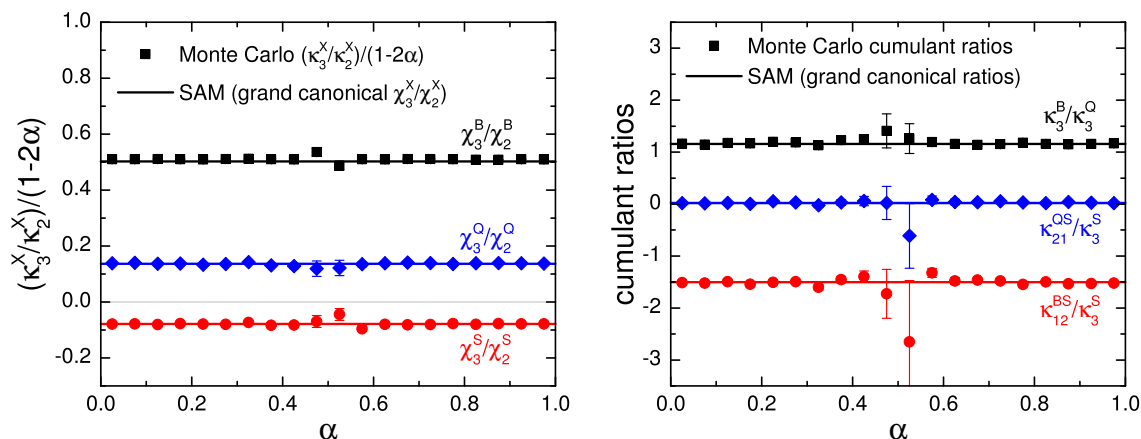 (κ₃ˣ/κ₂ˣ)/(1-2α)
1.0
0.8
0.6
0.4
0.2
0.0
-0.2
Monte Carlo (κ₃ˣ/κ₂ˣ)/(1-2α)
SAM (grand canonical χ₃ˣ/χ₂ˣ)
χ₃ᴮ/χ₂ᴮ
χ₃Q/χ₂Q
χ₃S/χ₂S
0.0 0.2 0.4 0.6 0.8 1.0
α
cumulant ratios
3
2
1
0
-1
-2
-3
Monte Carlo cumulant ratios
SAM (grand canonical ratios)
κ₃ᴮ/κ₃Q
κ₂₁QS/κ₃S
κ₁₂BS/κ₃S
0.0 0.2 0.4 0.6 0.8 1.0
α